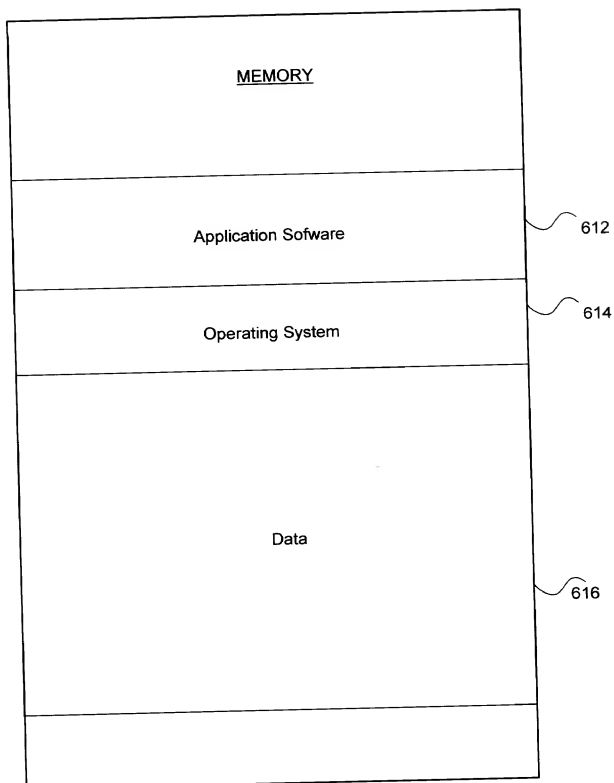 MEMORY
Application Sofware
612
Operating System
614
Data
616